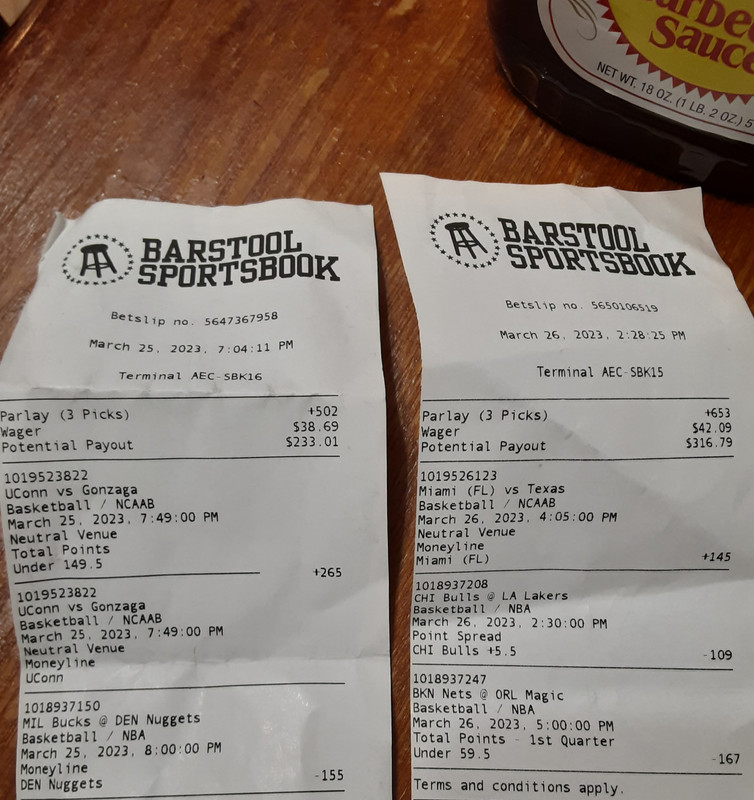 arbe
Sauce
NET WT. 18 OZ. (1 LB. 2 OZ.) 5
BARSTOOL
SPORTSBOOK
Betslip no. 5647367958
March 25, 2023, 7:04:11 PM
Terminal AEC-SBK16
Parlay (3 Picks) +502
Wager $38.69
Potential Payout $233.01
1019523822
UConn vs Gonzaga
Basketball / NCAAB
March 25, 2023, 7:49:00 PM
Neutral Venue
Total Points
Under 149.5
+265
1019523822
UConn vs Gonzaga
Basketball / NCAAB
March 25, 2023, 7:49:00 PM
Neutral Venue
Moneyline
UConn
1018937150
MIL Bucks @ DEN Nuggets
Basketball / NBA
March 25, 2023, 8:00:00 PM
Moneyline
DEN Nuggets -155
BARSTOOL
SPORTSBOOK
Betslip no. 5650106519
March 26, 2023, 2:28:25 PM
Terminal AEC-SBK15
Parlay (3 Picks) +653
Wager $42.09
Potential Payout $316.79
1019526123
Miami (FL) vs Texas
Basketball / NCAAB
March 26, 2023, 4:05:00 PM
Neutral Venue
Moneyline
Miami (FL) +145
1018937208
CHI Bulls @ LA Lakers
Basketball / NBA
March 26, 2023, 2:30:00 PM
Point Spread
CHI Bulls +5.5 -109
1018937247
BKN Nets @ ORL Magic
Basketball / NBA
March 26, 2023, 5:00:00 PM
Total Points - 1st Quarter
Under 59.5 -167
Terms and conditions apply.